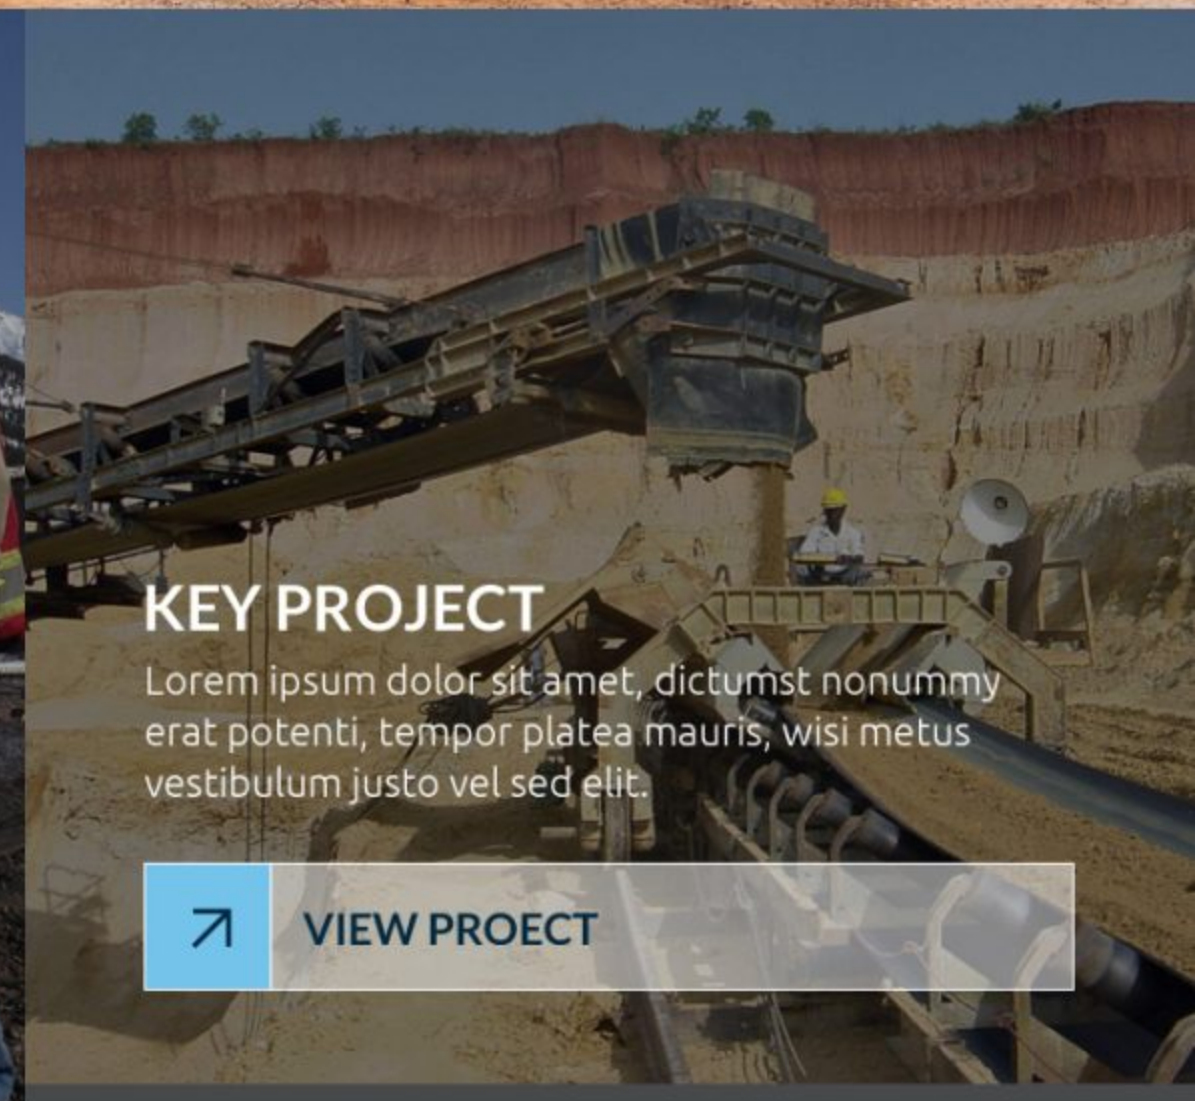 KEY PROJECT
Lorem ipsum dolor sit amet, dictumst nonummy
erat potenti, tempor platea mauris, wisi metus
vestibulum justo vel sed elit.
VIEW PROECT